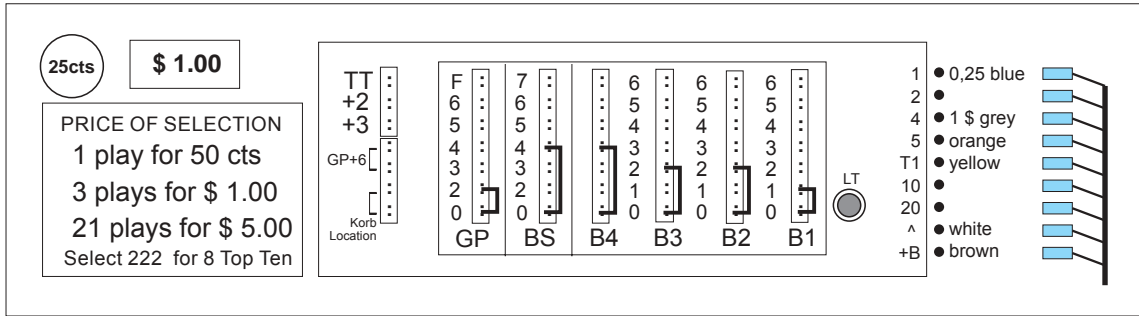 25cts
$ 1.00
PRICE OF SELECTION
1 play for 50 cts
3 plays for $ 1.00
21 plays for $ 5.00
Select 222 for 8 Top Ten
TT
+2
+3
GP+6
Korb
Location
F 7 6 6 6
6 6 5 5 5
5 5 4 4 4
4 4 3 3 3
3 3 2 2 2
2 2 1 1 1
0 0 0 0 0
GP BS B4 B3 B2 B1
LT
1 0,25 blue
2
4 1 $ grey
5 orange
T1 yellow
10
20
^ white
+B brown